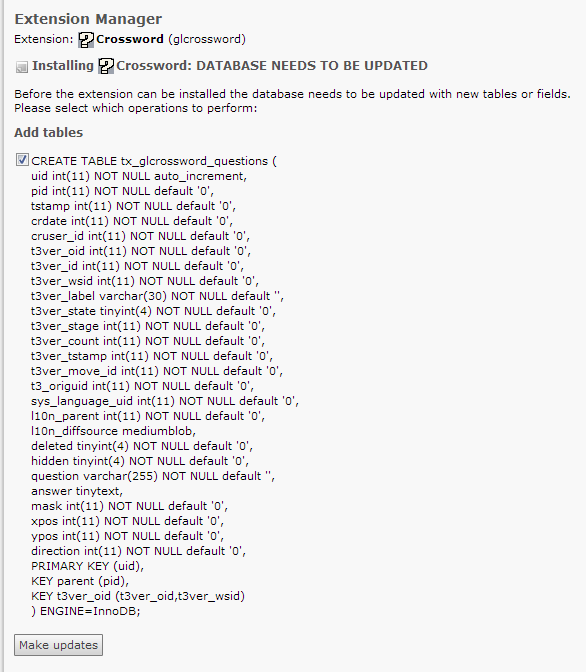 Extension Manager
Extension: Crossword (glcrossword)
Installing Crossword: DATABASE NEEDS TO BE UPDATED
Before the extension can be installed the database needs to be updated with new tables or fields.
Please select which operations to perform:
Add tables
CREATE TABLE tx_glcrossword_questions (
uid int(11) NOT NULL auto_increment,
pid int(11) NOT NULL default '0',
tstamp int(11) NOT NULL default '0',
crdate int(11) NOT NULL default '0',
cruser_id int(11) NOT NULL default '0',
t3ver_oid int(11) NOT NULL default '0',
t3ver_id int(11) NOT NULL default '0',
t3ver_wsid int(11) NOT NULL default '0',
t3ver_label varchar(30) NOT NULL default '',
t3ver_state tinyint(4) NOT NULL default '0',
t3ver_stage int(11) NOT NULL default '0',
t3ver_count int(11) NOT NULL default '0',
t3ver_tstamp int(11) NOT NULL default '0',
t3ver_move_id int(11) NOT NULL default '0',
t3_origuid int(11) NOT NULL default '0',
sys_language_uid int(11) NOT NULL default '0',
l10n_parent int(11) NOT NULL default '0',
l10n_diffsource mediumblob,
deleted tinyint(4) NOT NULL default '0',
hidden tinyint(4) NOT NULL default '0',
question varchar(255) NOT NULL default '',
answer tinytext,
mask int(11) NOT NULL default '0',
xpos int(11) NOT NULL default '0',
ypos int(11) NOT NULL default '0',
direction int(11) NOT NULL default '0',
PRIMARY KEY (uid),
KEY parent (pid),
KEY t3ver_oid (t3ver_oid,t3ver_wsid)
) ENGINE=InnoDB;
Make updates